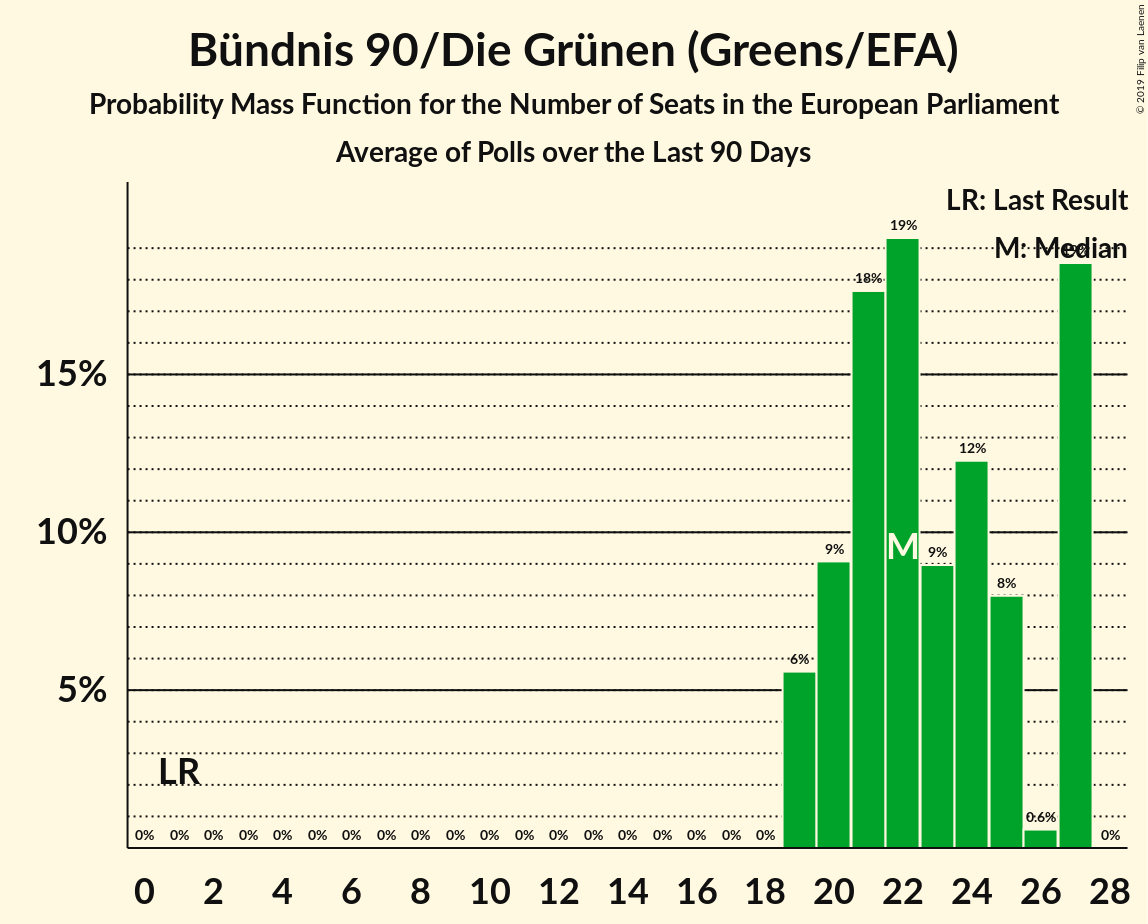 © 2019 Filip van Laenen
Bündnis 90/Die Grünen (Greens/EFA)
Probability Mass Function for the Number of Seats in the European Parliament
Average of Polls over the Last 90 Days
LR: Last Result
M: Median
19%
18%
15%
12%
10%
M
9%
9%
8%
6%
5%
LR
0.6%
0% 0% 0% 0% 0% 0% 0% 0% 0% 0% 0% 0% 0% 0% 0% 0% 0% 0% 0% 0%
0 2 4 6 8 10 12 14 16 18 20 22 24 26 28